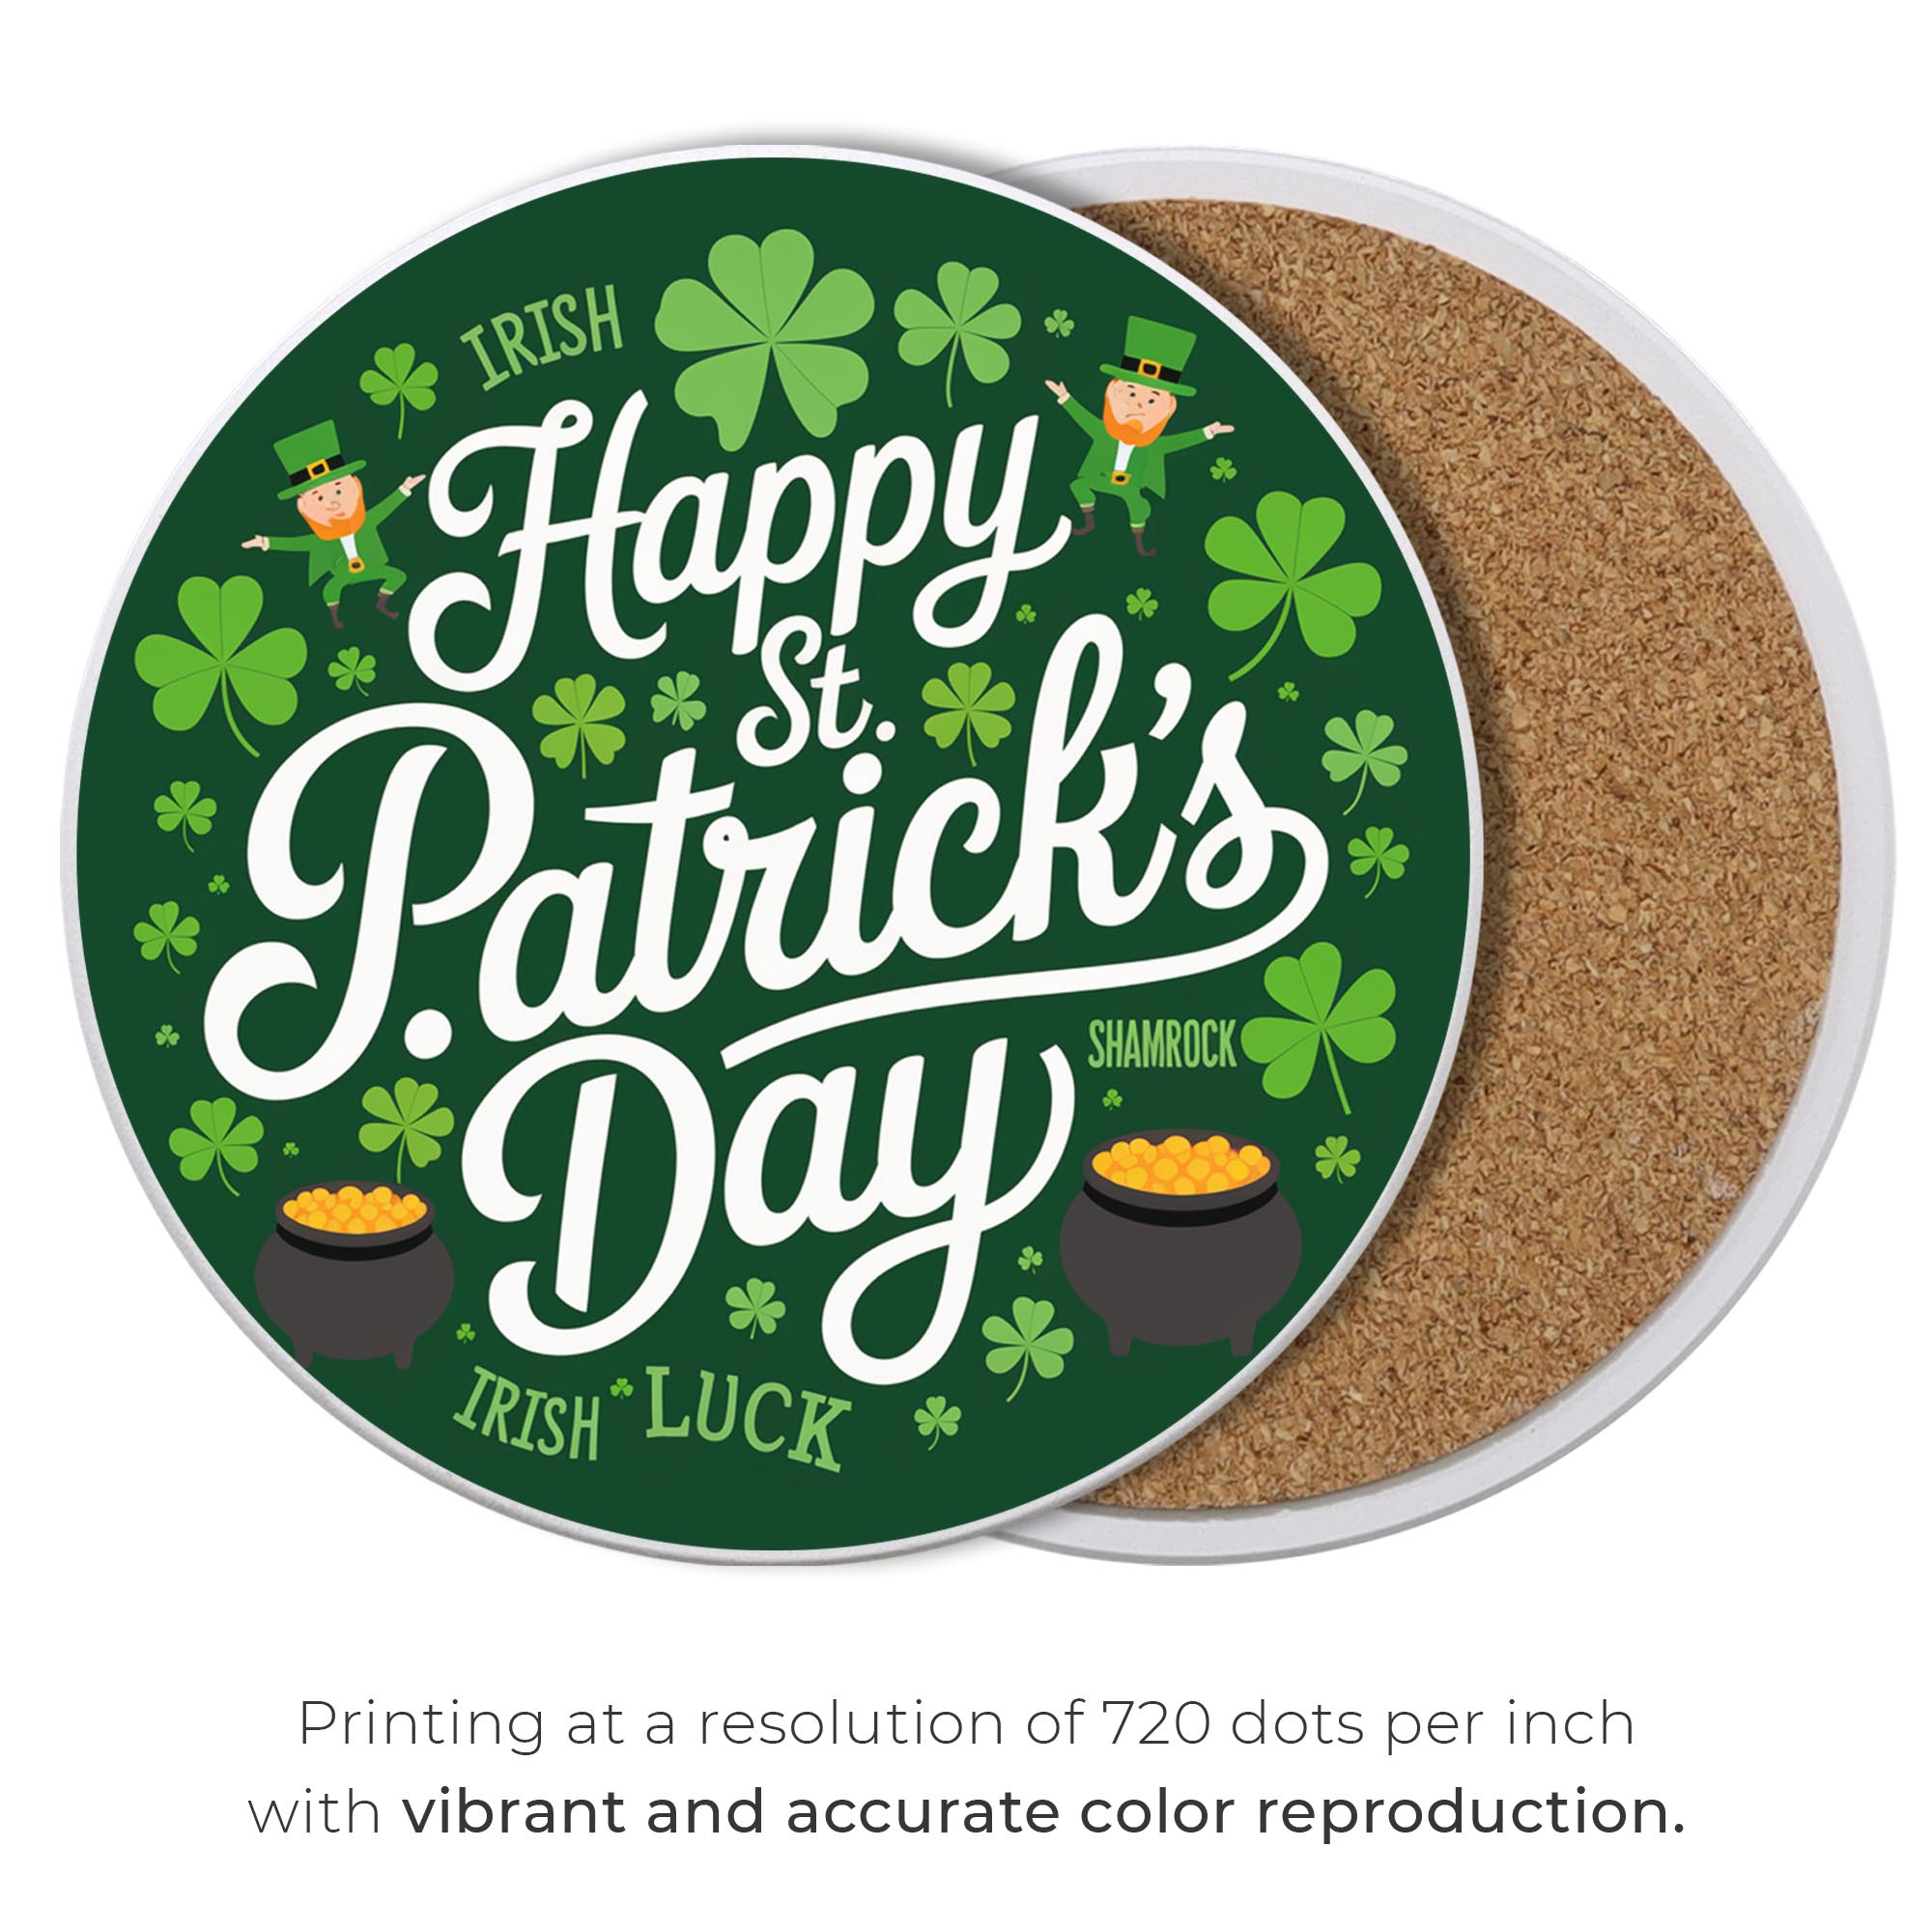 IRISH
Happy
St.
Patrick's
Day
SHAMROCK
IRISH LUCK
Printing at a resolution of 720 dots per inch
with vibrant and accurate color reproduction.